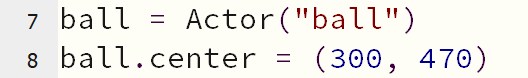 7 ball = Actor("ball")
8 ball.center = (300, 470)